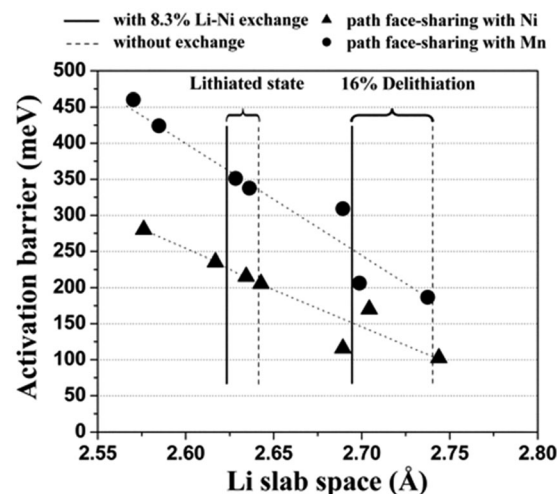 with 8.3% Li-Ni exchange path face-sharing with Ni
without exchange path face-sharing with Mn
500
450
400
350
300
250
200
150
100
50
0
Lithiated state
16% Delithiation
Activation barrier (meV)
2.55 2.60 2.65 2.70 2.75 2.80
Li slab space (Å)